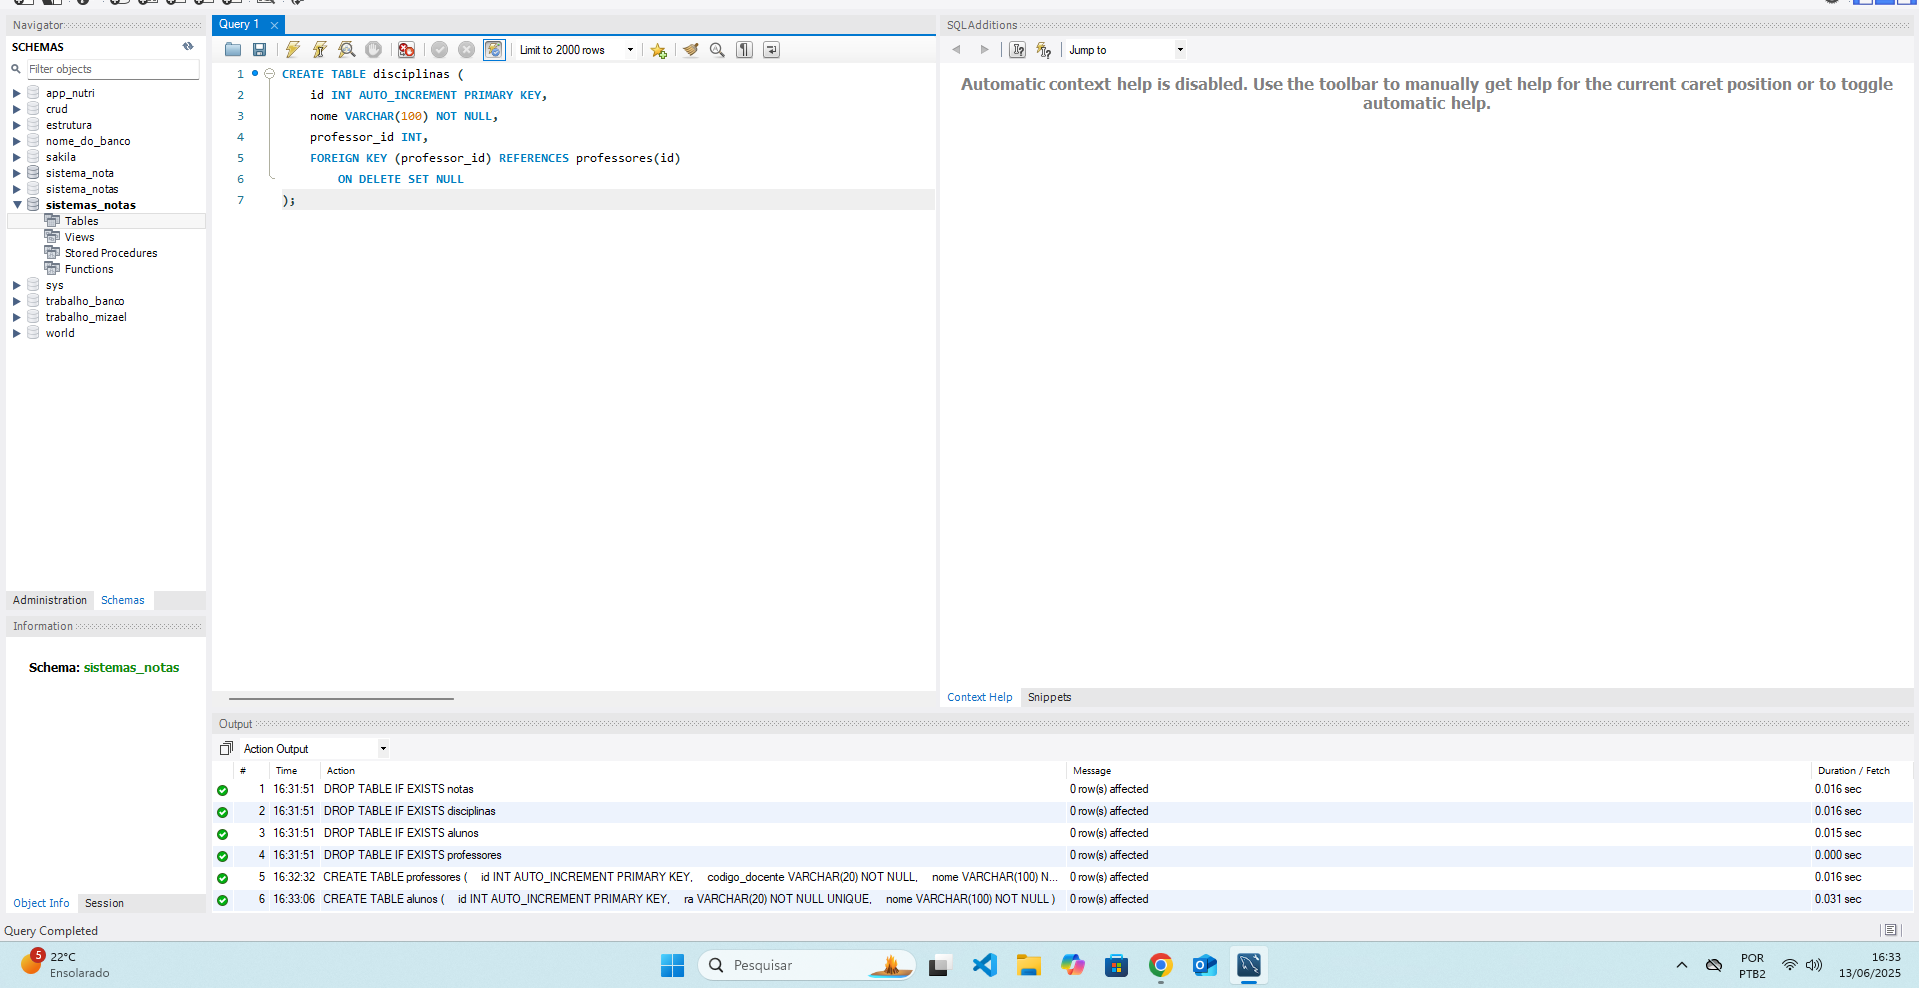 Navigator
SCHEMAS
Filter objects
app_nutri
crud
estrutura
nome_do_banco
sakila
sistema_nota
sistema_notas
sistemas_notas
Tables
Views
Stored Procedures
Functions
sys
trabalho_banco
trabalho_mizael
world
Administration Schemas
Information
Schema: sistemas_notas
Object Info Session
Query 1
Limit to 2000 rows
1 CREATE TABLE disciplinas (
2 id INT AUTO_INCREMENT PRIMARY KEY,
3 nome VARCHAR(100) NOT NULL,
4 professor_id INT,
5 FOREIGN KEY (professor_id) REFERENCES professores(id)
6 ON DELETE SET NULL
7 );
SQLAdditions
Jump to
Automatic context help is disabled. Use the toolbar to manually get help for the current caret position or to toggle
automatic help.
Context Help Snippets
Output
Action Output
# Time Action Message Duration / Fetch
1 16:31:51 DROP TABLE IF EXISTS notas 0 row(s) affected 0.016 sec
2 16:31:51 DROP TABLE IF EXISTS disciplinas 0 row(s) affected 0.016 sec
3 16:31:51 DROP TABLE IF EXISTS alunos 0 row(s) affected 0.015 sec
4 16:31:51 DROP TABLE IF EXISTS professores 0 row(s) affected 0.000 sec
5 16:32:32 CREATE TABLE professores ( id INT AUTO_INCREMENT PRIMARY KEY, codigo_docente VARCHAR(20) NOT NULL, nome VARCHAR(100) N... 0 row(s) affected 0.016 sec
6 16:33:06 CREATE TABLE alunos ( id INT AUTO_INCREMENT PRIMARY KEY, ra VARCHAR(20) NOT NULL UNIQUE, nome VARCHAR(100) NOT NULL ) 0 row(s) affected 0.031 sec
Query Completed
5
22°C
Ensolarado
Pesquisar
POR
PTB2
16:33
13/06/2025